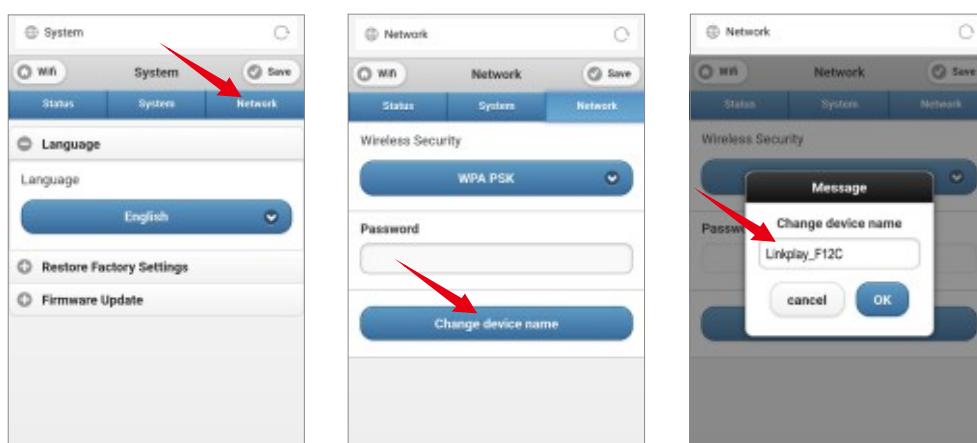 System
Wifi
System
Save
Status
System
Network
Language
Language
English
Restore Factory Settings
Firmware Update
Network
Wifi
Network
Save
Status
System
Network
Wireless Security
WPA PSK
Password
Change device name
Network
Wifi
Network
Save
Status
System
Network
Wireless Security
Message
Change device name
Passw
Linkplay_F12C
cancel
OK